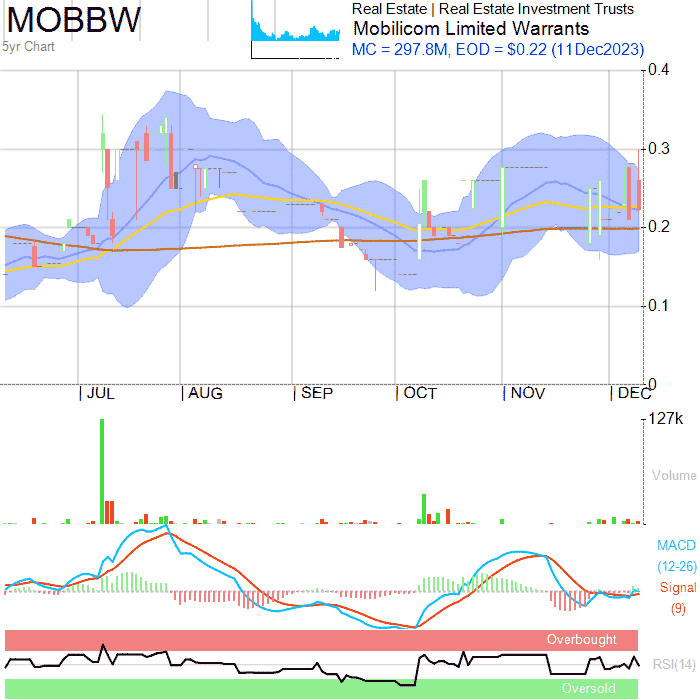 MOBBW
5yr Chart
Real Estate | Real Estate Investment Trusts
Mobilicom Limited Warrants
MC = 297.8M, EOD = $0.22 (11Dec2023)
0.4
0.3
0.2
0.1
0
| JUL | AUG | SEP | OCT | NOV | DEC
127k
Volume
MACD
(12-26)
Signal
(9)
Overbought
RSI(14)
Oversold